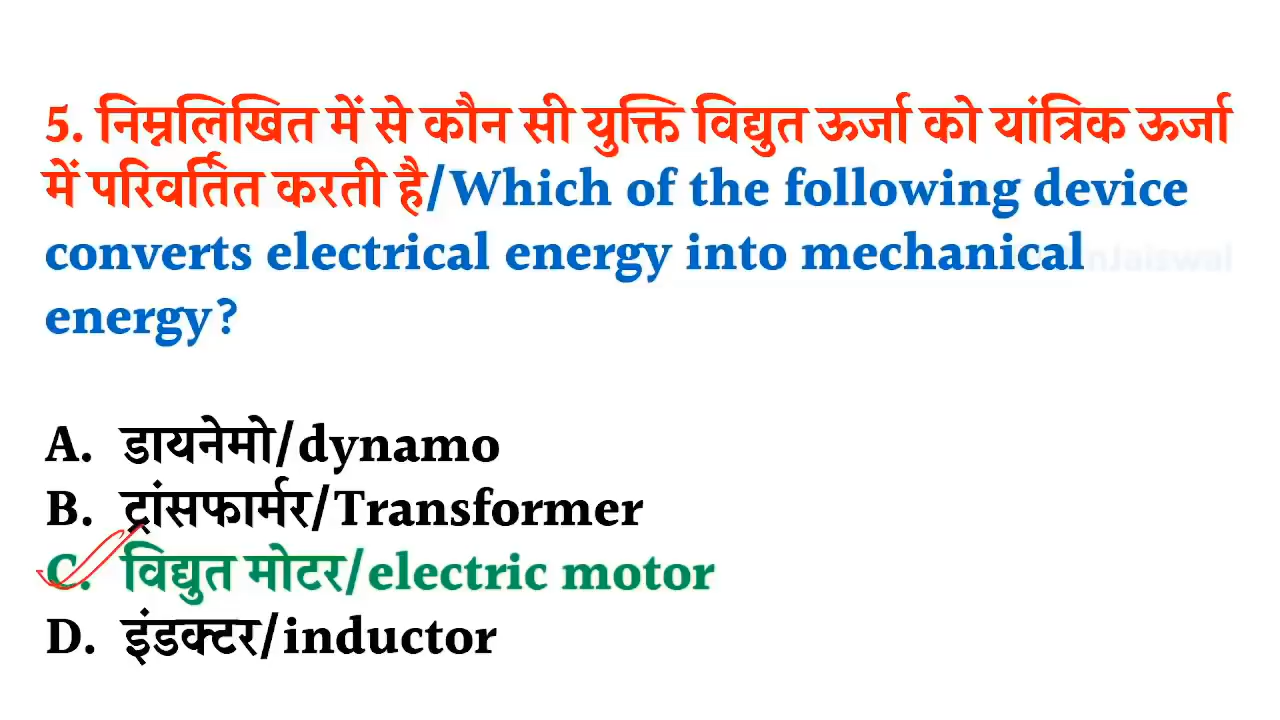 5. निम्नलिखित में से कौन सी युक्ति विद्युत ऊर्जा को यांत्रिक ऊर्जा
में परिवर्तित करती है/Which of the following device
converts electrical energy into mechanical
energy?
A. डायनेमो/dynamo
B. ट्रांसफार्मर/Transformer
C. विद्युत मोटर/electric motor
D. इंडक्टर/inductor